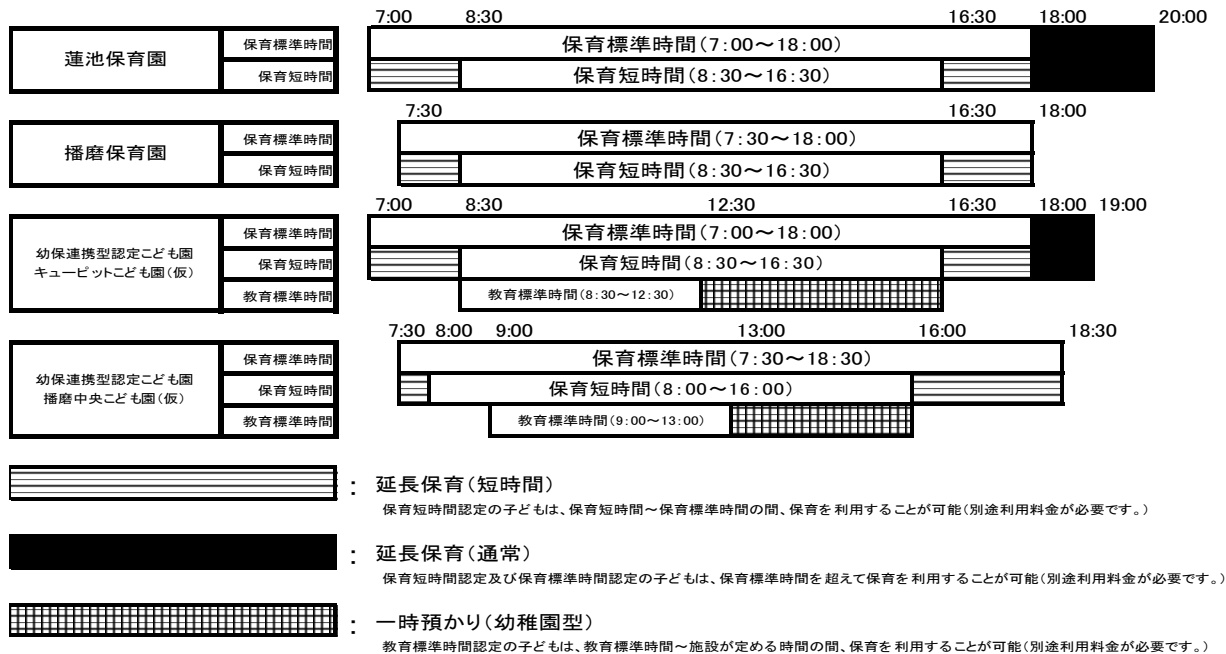 7:00 8:30 16:30 18:00 20:00
蓮池保育園 保育標準時間 保育標準時間(7:00～18:00)
保育短時間 保育短時間(8:30～16:30)
7:30 16:30 18:00
播磨保育園 保育標準時間 保育標準時間(7:30～18:00)
保育短時間 保育短時間(8:30～16:30)
7:00 8:30 12:30 16:30 18:00 19:00
幼保連携型認定こども園
キューピットこども園(仮)
保育標準時間 保育標準時間(7:00～18:00)
保育短時間 保育短時間(8:30～16:30)
教育標準時間 教育標準時間(8:30～12:30)
7:30 8:00 9:00 13:00 16:00 18:30
幼保連携型認定こども園
播磨中央こども園(仮)
保育標準時間 保育標準時間(7:30～18:30)
保育短時間 保育短時間(8:00～16:00)
教育標準時間 教育標準時間(9:00～13:00)
: 延長保育(短時間)
保育短時間認定の子どもは、保育短時間～保育標準時間の間、保育を利用することが可能(別途利用料金が必要です。)
: 延長保育(通常)
保育短時間認定及び保育標準時間認定の子どもは、保育標準時間を超えて保育を利用することが可能(別途利用料金が必要です。)
: 一時預かり(幼稚園型)
教育標準時間認定の子どもは、教育標準時間～施設が定める時間の間、保育を利用することが可能(別途利用料金が必要です。)